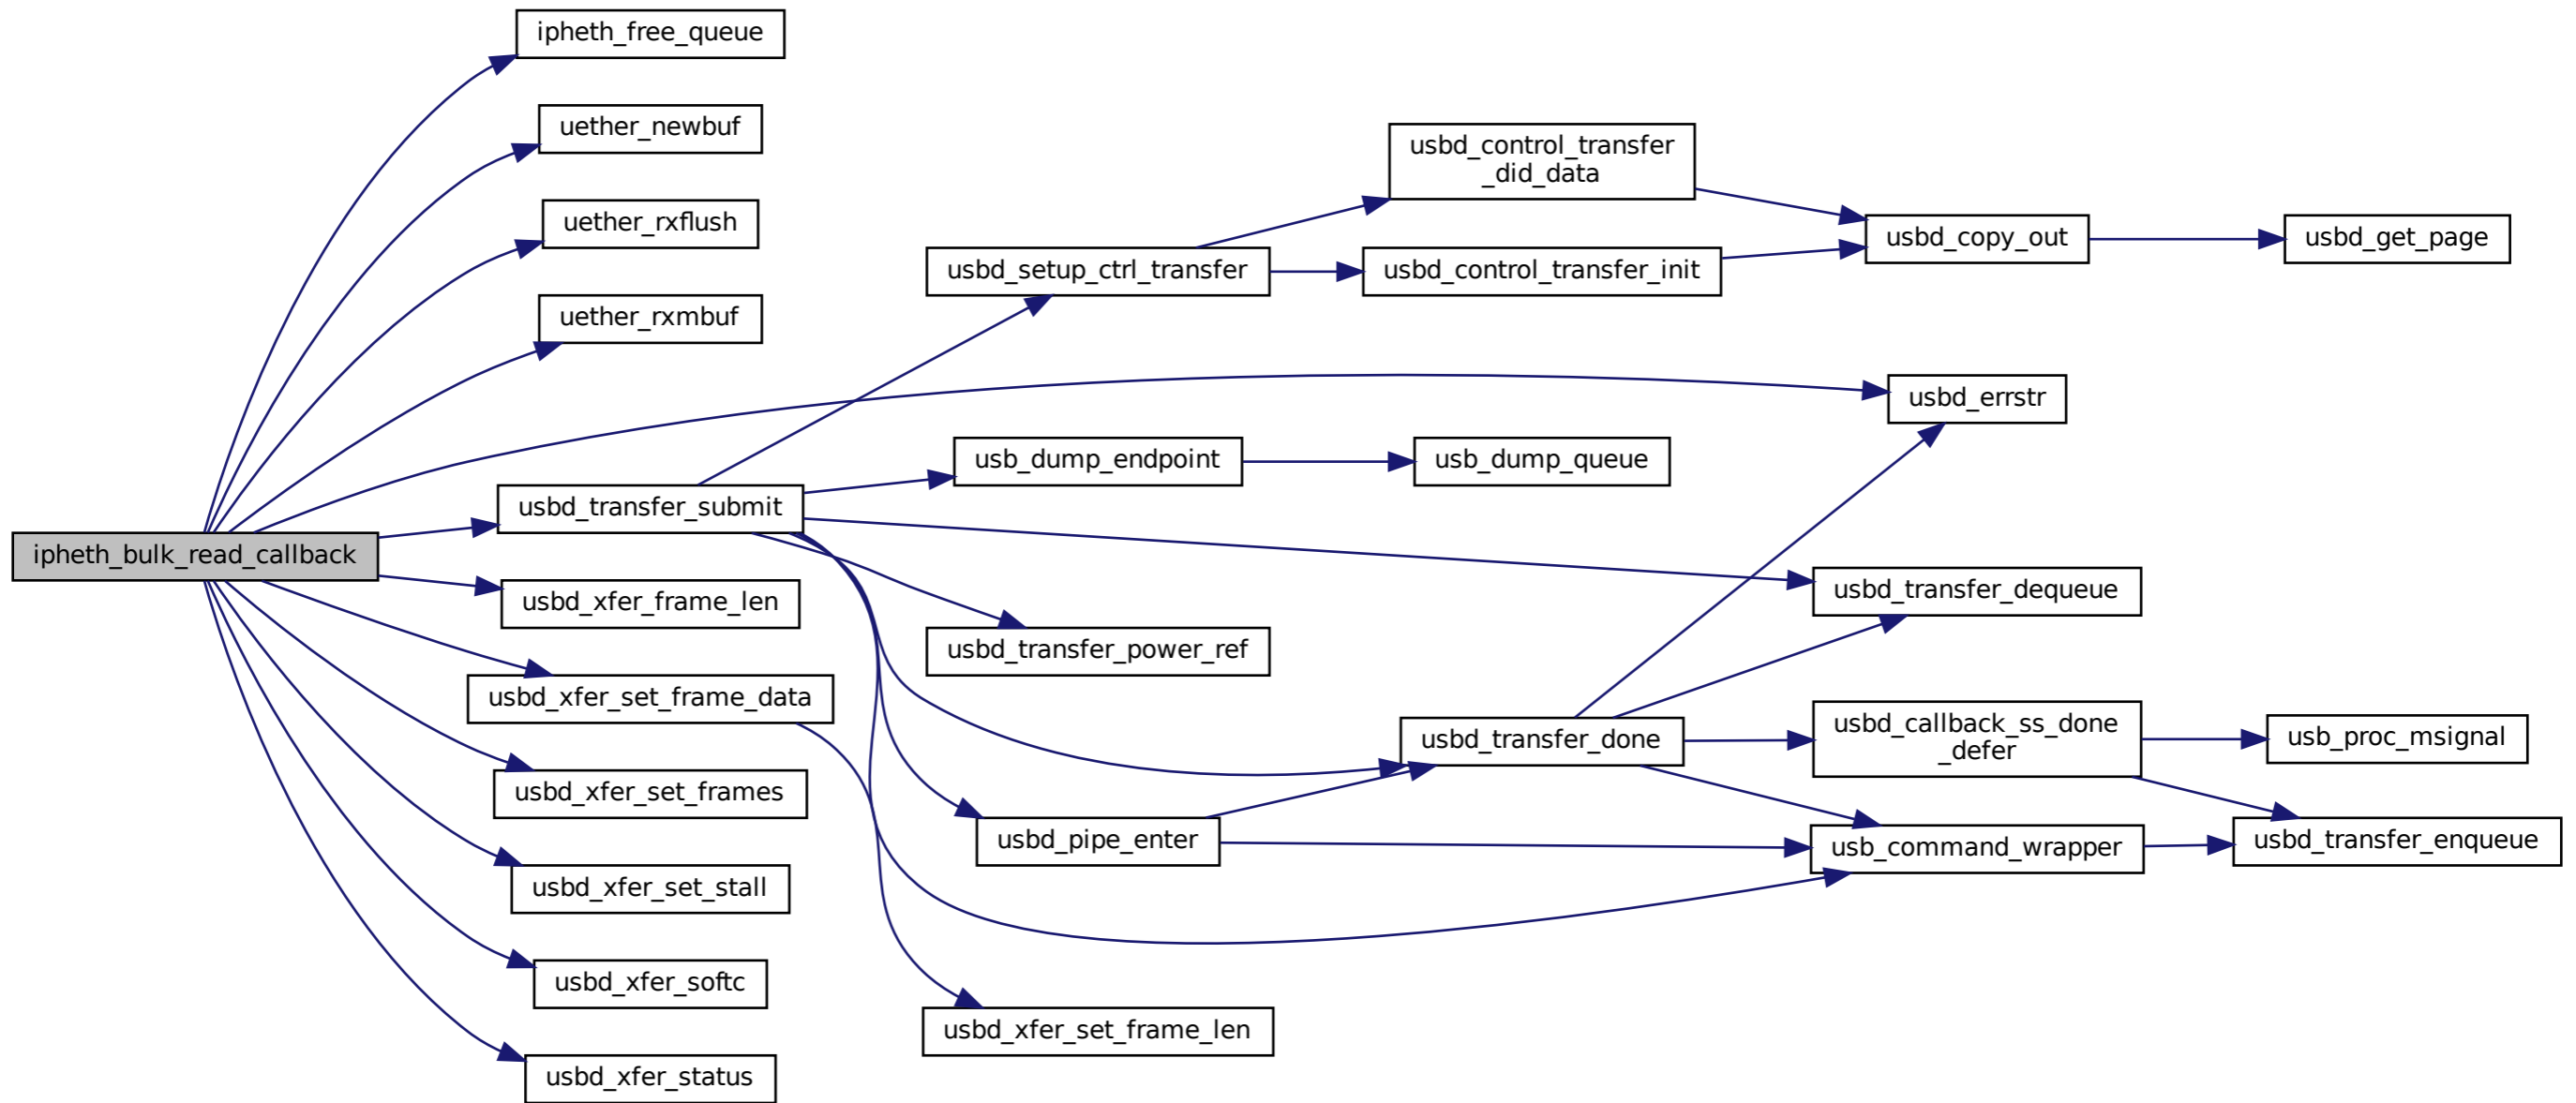 ipheth_free_queue
uether_newbuf
uether_rxflush
uether_rxmbuf
usbd_control_transfer
_did_data
usbd_copy_out
usbd_get_page
usbd_setup_ctrl_transfer
usbd_control_transfer_init
usbd_errstr
usb_dump_endpoint
usb_dump_queue
usbd_transfer_submit
ipheth_bulk_read_callback
usbd_xfer_frame_len
usbd_transfer_dequeue
usbd_transfer_power_ref
usbd_xfer_set_frame_data
usbd_transfer_done
usbd_callback_ss_done
_defer
usb_proc_msignal
usbd_xfer_set_frames
usbd_pipe_enter
usb_command_wrapper
usbd_transfer_enqueue
usbd_xfer_set_stall
usbd_xfer_softc
usbd_xfer_set_frame_len
usbd_xfer_status